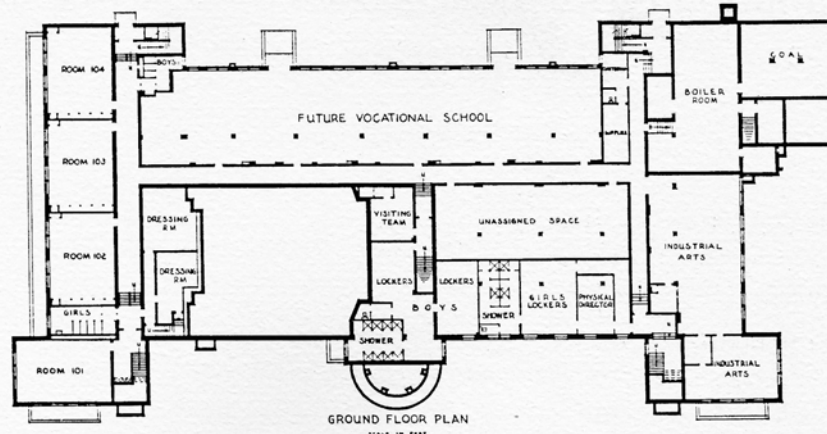 ROOM 104
BOYS
COAL
BOILER
ROOM
FUTURE VOCATIONAL SCHOOL
ROOM 103
DRESSING
RM
VISITING
TEAM
UNASSIGNED SPACE
ROOM 102
DRESSING
RM
LOCKERS
LOCKERS
INDUSTRIAL
ARTS
GIRLS
LOCKERS
PHYSICAL
DIRECTOR
GIRLS
BOYS
SHOWER
SHOWER
ROOM 101
INDUSTRIAL
ARTS
GROUND FLOOR PLAN